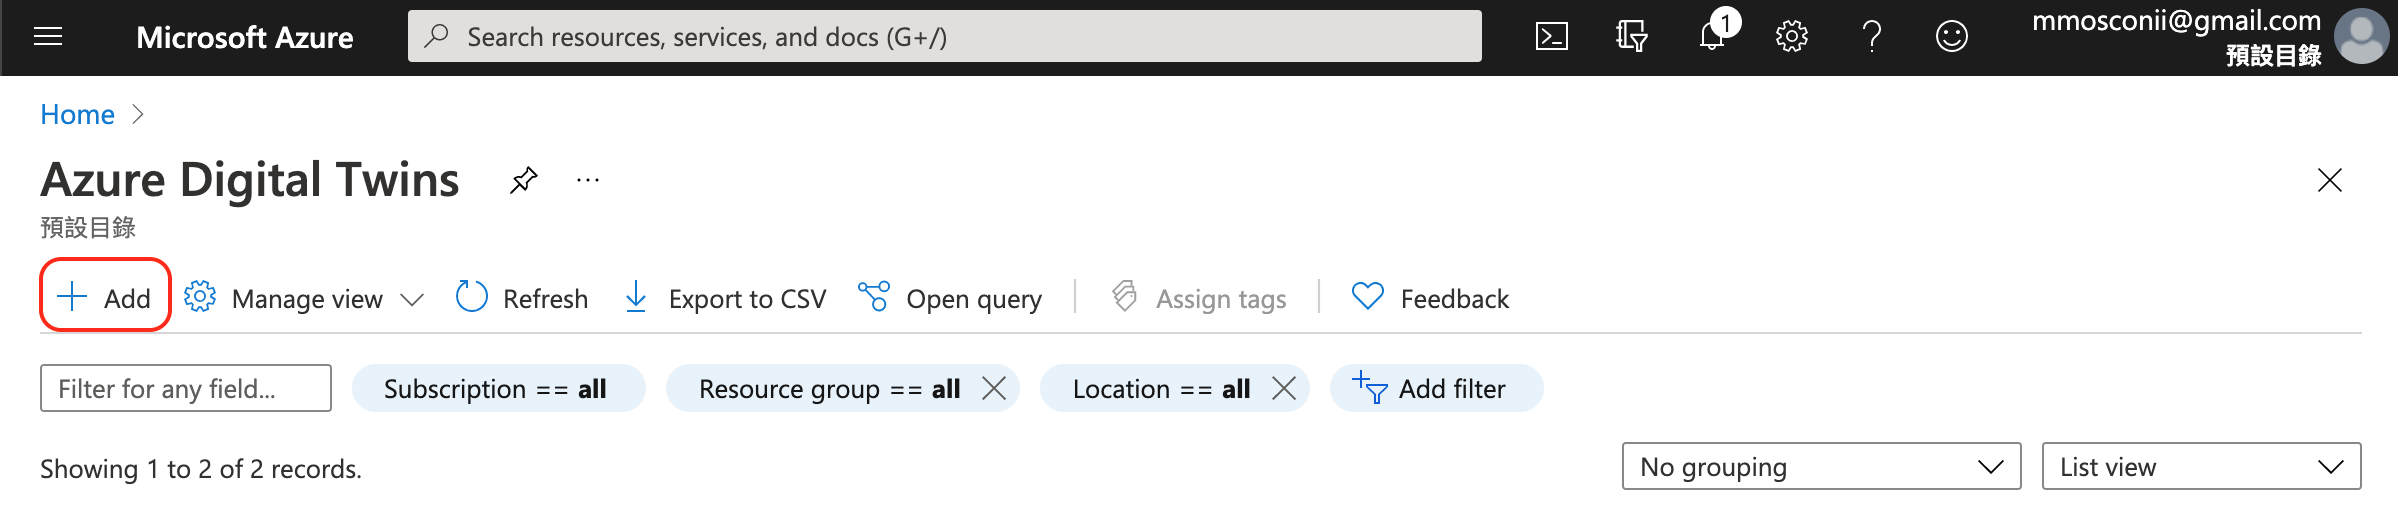 Microsoft Azure
Search resources, services, and docs (G+/)
1
mmosconii@gmail.com
預設目錄
Home
Azure Digital Twins
預設目錄
Add
Manage view
Refresh
Export to CSV
Open query
Assign tags
Feedback
Filter for any field...
Subscription == all
Resource group == all
Location == all
Add filter
Showing 1 to 2 of 2 records.
No grouping
List view